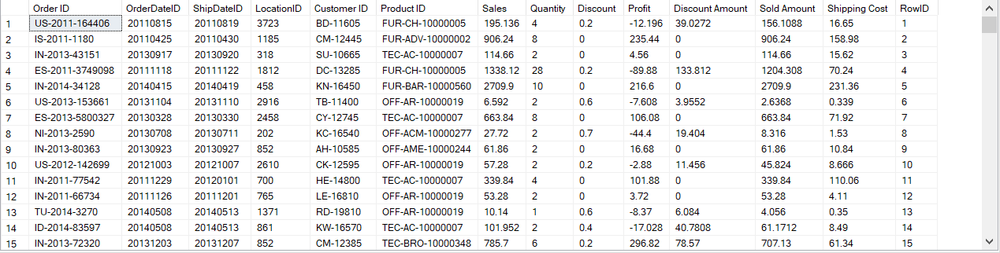 Order ID OrderDateID ShipDateID LocationID Customer ID Product ID Sales Quantity Discount Profit Discount Amount Sold Amount Shipping Cost RowID
1 US-2011-164406 20110815 20110819 3723 BD-11605 FUR-CH-10000005 195.136 4 0.2 -12.196 39.0272 156.1088 16.65 1
2 IS-2011-1180 20110425 20110430 1185 CM-12445 FUR-ADV-10000002 906.24 8 0 235.44 0 906.24 158.98 2
3 IN-2013-43151 20130917 20130920 318 SU-10665 TEC-AC-10000007 114.66 2 0 4.56 0 114.66 15.62 3
4 ES-2011-3749098 20111118 20111122 1812 DC-13285 FUR-CH-10000005 1338.12 28 0.2 -89.88 133.812 1204.308 70.24 4
5 IN-2014-34128 20140415 20140419 458 KN-16450 FUR-BAR-10000560 2709.9 10 0 216.6 0 2709.9 231.36 5
6 US-2013-153661 20131104 20131110 2916 TB-11400 OFF-AR-10000019 6.592 2 0.6 -7.608 3.9552 2.6368 0.339 6
7 ES-2013-5800327 20130328 20130330 2458 CY-12745 TEC-AC-10000007 663.84 8 0 106.08 0 663.84 71.92 7
8 NI-2013-2590 20130708 20130711 202 KC-16540 OFF-ACM-10000277 27.72 2 0.7 -44.4 19.404 8.316 1.53 8
9 IN-2013-80363 20130923 20130927 852 AH-10585 OFF-AME-10000244 61.86 2 0 16.68 0 61.86 10.84 9
10 US-2012-142699 20121003 20121007 2610 CK-12595 OFF-AR-10000019 57.28 2 0.2 -2.88 11.456 45.824 8.666 10
11 IN-2011-77542 20111229 20120101 700 HE-14800 TEC-AC-10000007 339.84 4 0 101.88 0 339.84 110.06 11
12 IN-2011-66734 20111126 20111201 765 LE-16810 OFF-AR-10000019 53.28 2 0 3.72 0 53.28 4.11 12
13 TU-2014-3270 20140508 20140513 1371 RD-19810 OFF-AR-10000019 10.14 1 0.6 -8.37 6.084 4.056 0.35 13
14 ID-2014-83597 20140508 20140513 861 KW-16570 TEC-AC-10000007 101.952 2 0.4 -17.028 40.7808 61.1712 8.49 14
15 IN-2013-72320 20131203 20131207 852 CM-12385 TEC-BRO-10000348 785.7 6 0.2 296.82 78.57 707.13 61.34 15